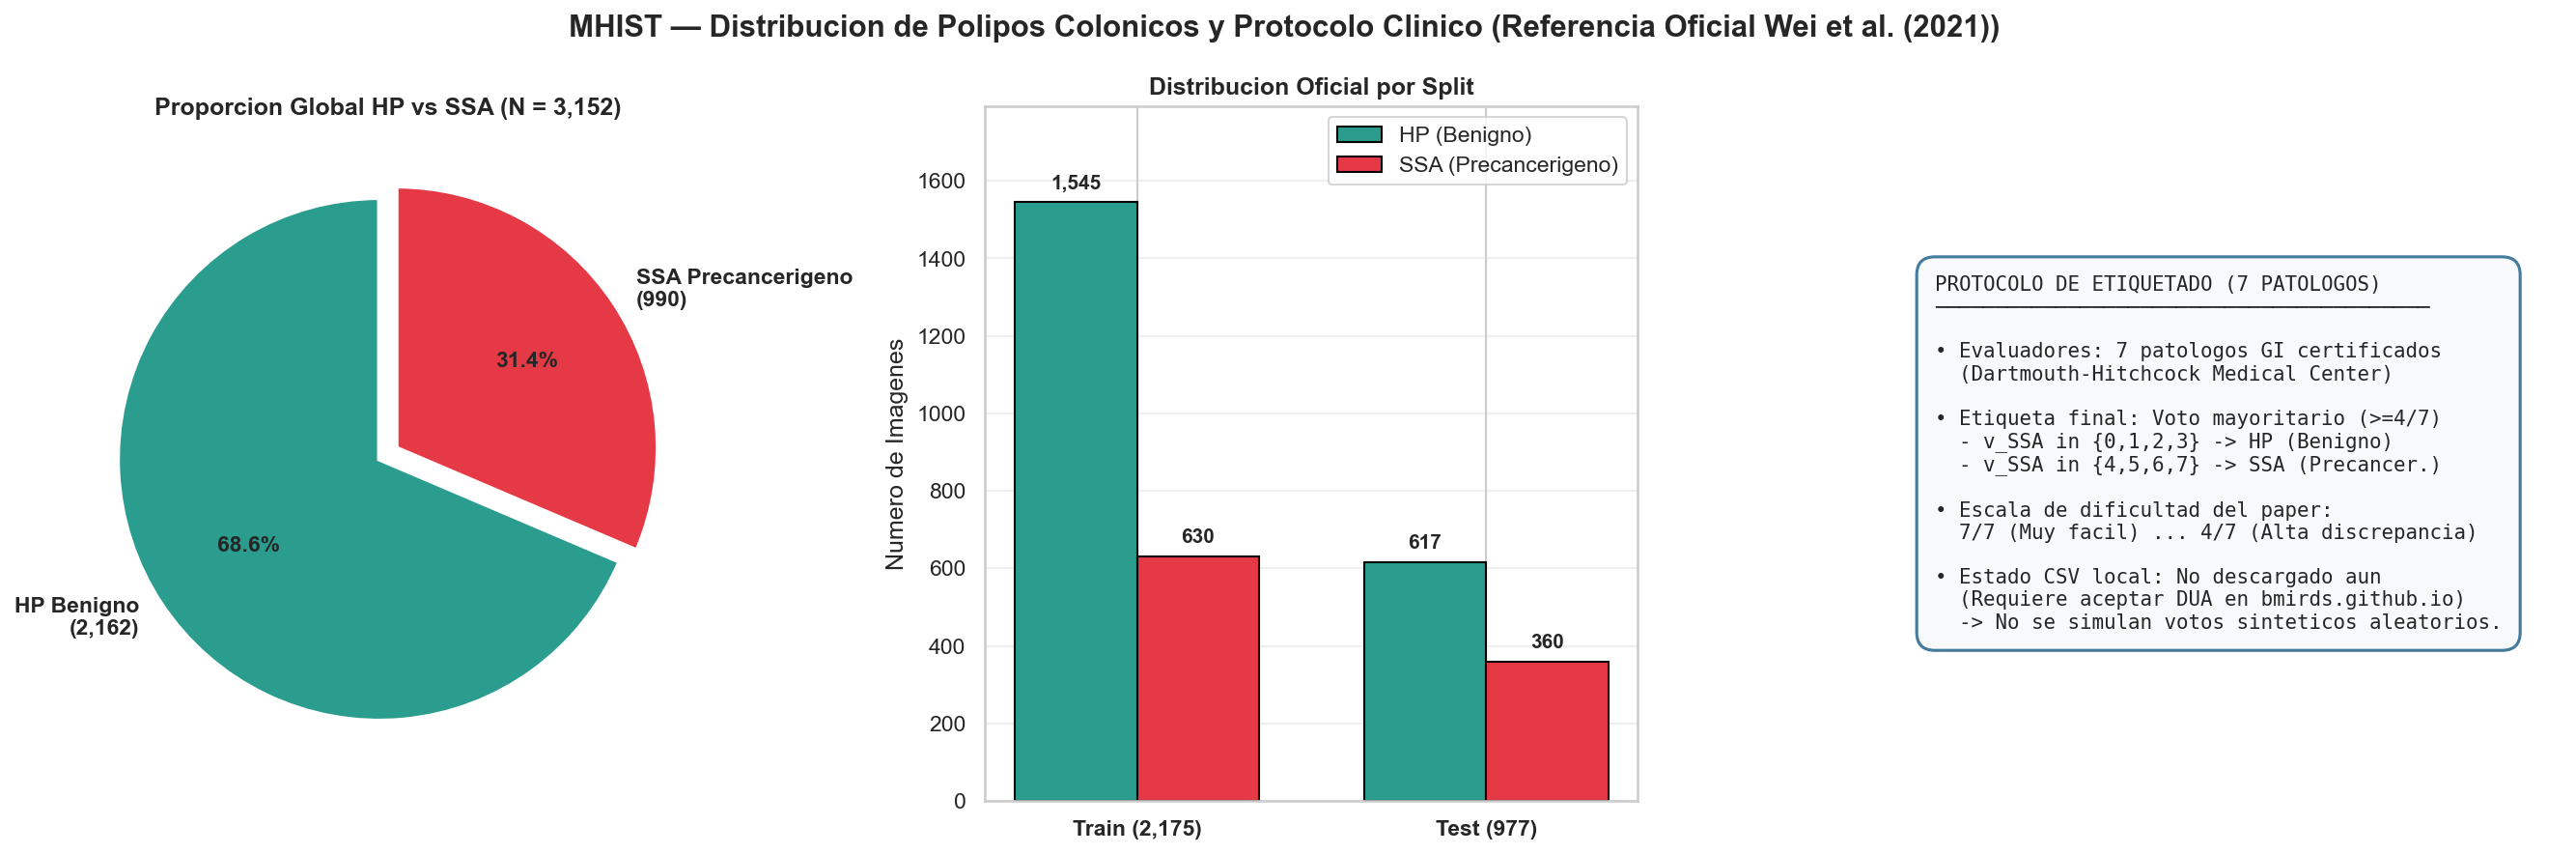 MHIST — Distribucion de Polipos Colonicos y Protocolo Clinico (Referencia Oficial Wei et al. (2021))
Proporcion Global HP vs SSA (N = 3,152)
SSA Precancerigeno
(990)
31.4%
68.6%
HP Benigno
(2,162)
Distribucion Oficial por Split
HP (Benigno)
SSA (Precancerigeno)
Numero de Imagenes
1600
1400
1200
1000
800
600
400
200
0
1,545
630
617
360
Train (2,175)
Test (977)
PROTOCOLO DE ETIQUETADO (7 PATOLOGOS)
• Evaluadores: 7 patologos GI certificados
(Dartmouth-Hitchcock Medical Center)
• Etiqueta final: Voto mayoritario (>=4/7)
- v_SSA in {0,1,2,3} -> HP (Benigno)
- v_SSA in {4,5,6,7} -> SSA (Precancer.)
• Escala de dificultad del paper:
7/7 (Muy facil) ... 4/7 (Alta discrepancia)
• Estado CSV local: No descargado aun
(Requiere aceptar DUA en bmirds.github.io)
-> No se simulan votos sinteticos aleatorios.